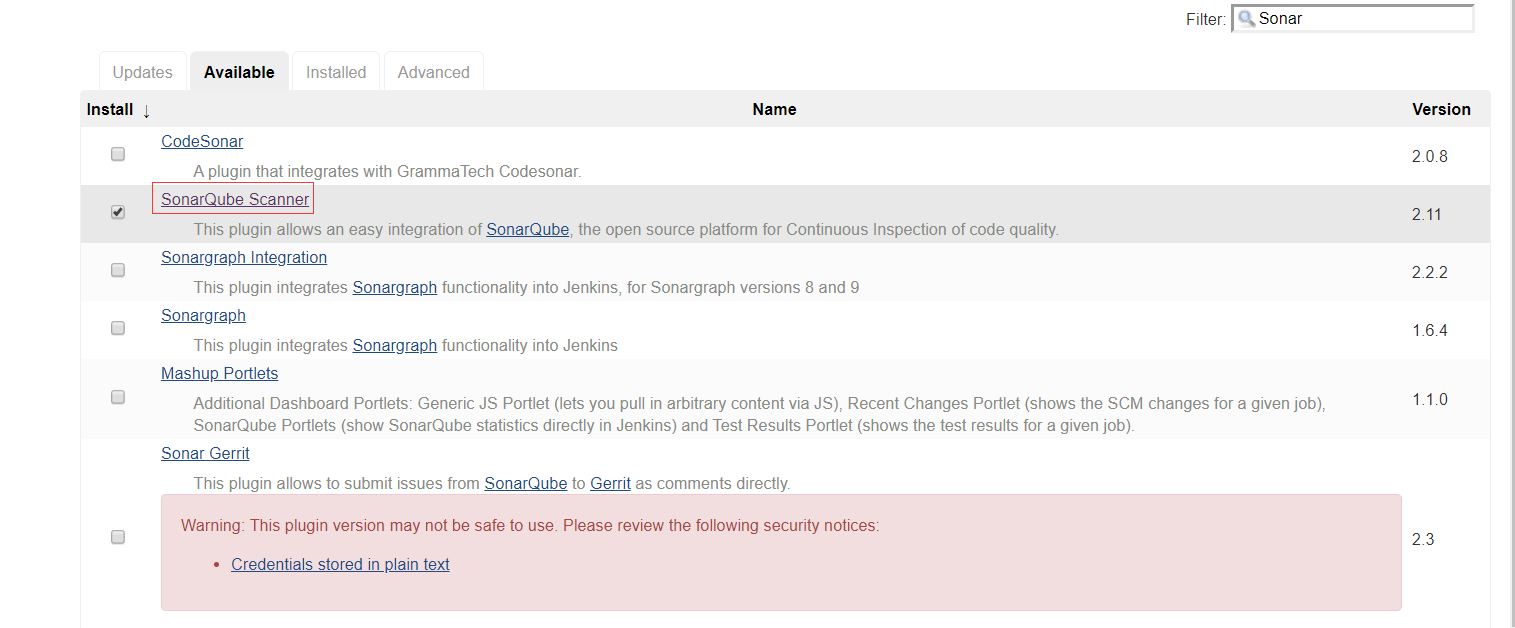 Filter: Sonar
Updates Available Installed Advanced
Install ↓ Name Version
CodeSonar
A plugin that integrates with GrammaTech Codesonar.
2.0.8
SonarQube Scanner
This plugin allows an easy integration of SonarQube, the open source platform for Continuous Inspection of code quality.
2.11
Sonargraph Integration
This plugin integrates Sonargraph functionality into Jenkins, for Sonargraph versions 8 and 9
2.2.2
Sonargraph
This plugin integrates Sonargraph functionality into Jenkins
1.6.4
Mashup Portlets
Additional Dashboard Portlets: Generic JS Portlet (lets you pull in arbitrary content via JS), Recent Changes Portlet (shows the SCM changes for a given job),
SonarQube Portlets (show SonarQube statistics directly in Jenkins) and Test Results Portlet (shows the test results for a given job).
1.1.0
Sonar Gerrit
This plugin allows to submit issues from SonarQube to Gerrit as comments directly.
Warning: This plugin version may not be safe to use. Please review the following security notices:
• Credentials stored in plain text
2.3